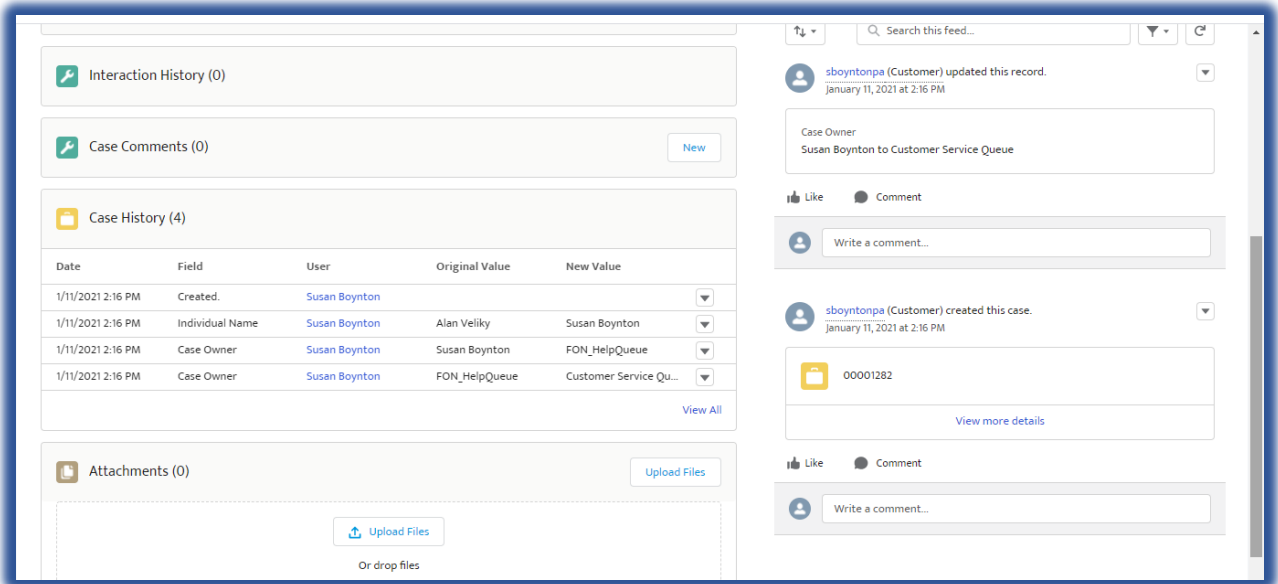 Interaction History (0)
Case Comments (0)
New
Case History (4)
Date Field User Original Value New Value
1/11/2021 2:16 PM Created. Susan Boynton
1/11/2021 2:16 PM Individual Name Susan Boynton Alan Veliky Susan Boynton
1/11/2021 2:16 PM Case Owner Susan Boynton Susan Boynton FON_HelpQueue
1/11/2021 2:16 PM Case Owner Susan Boynton FON_HelpQueue Customer Service Qu...
View All
Attachments (0)
Upload Files
Upload Files
Or drop files
Search this feed...
sboyntonpa (Customer) updated this record.
January 11, 2021 at 2:16 PM
Case Owner
Susan Boynton to Customer Service Queue
Like Comment
Write a comment...
sboyntonpa (Customer) created this case.
January 11, 2021 at 2:16 PM
00001282
View more details
Like Comment
Write a comment...